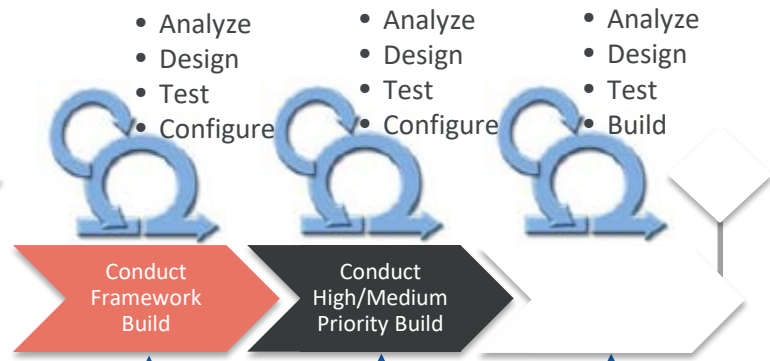 • Analyze
• Design
• Test
• Configure
• Analyze
• Design
• Test
• Configure
• Analyze
• Design
• Test
• Build
Conduct
Framework
Build
Conduct
High/Medium
Priority Build